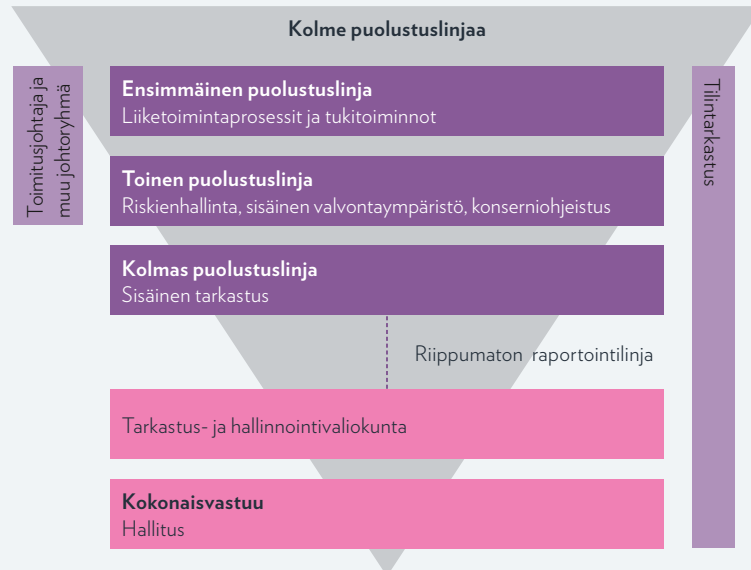 Kolme puolustuslinjaa
Toimitusjohtaja ja
muu johtoryhmä
Ensimmäinen puolustuslinja
Liiketoimintaprosessit ja tukitoiminnot
Toinen puolustuslinja
Riskienhallinta, sisäinen valvontaympäristö, konserniohjeistus
Kolmas puolustuslinja
Sisäinen tarkastus
Riippumaton raportointilinja
Tarkastus- ja hallinnointivaliokunta
Kokonaisvastuu
Hallitus
Tilintarkastus